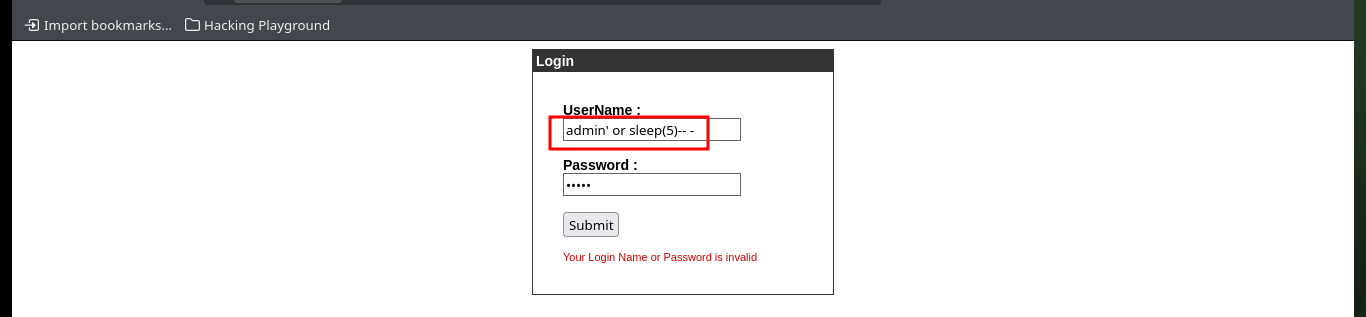 Import bookmarks... Hacking Playground
Login
UserName :
admin' or sleep(5)-- -
Password :
•••••
Submit
Your Login Name or Password is invalid